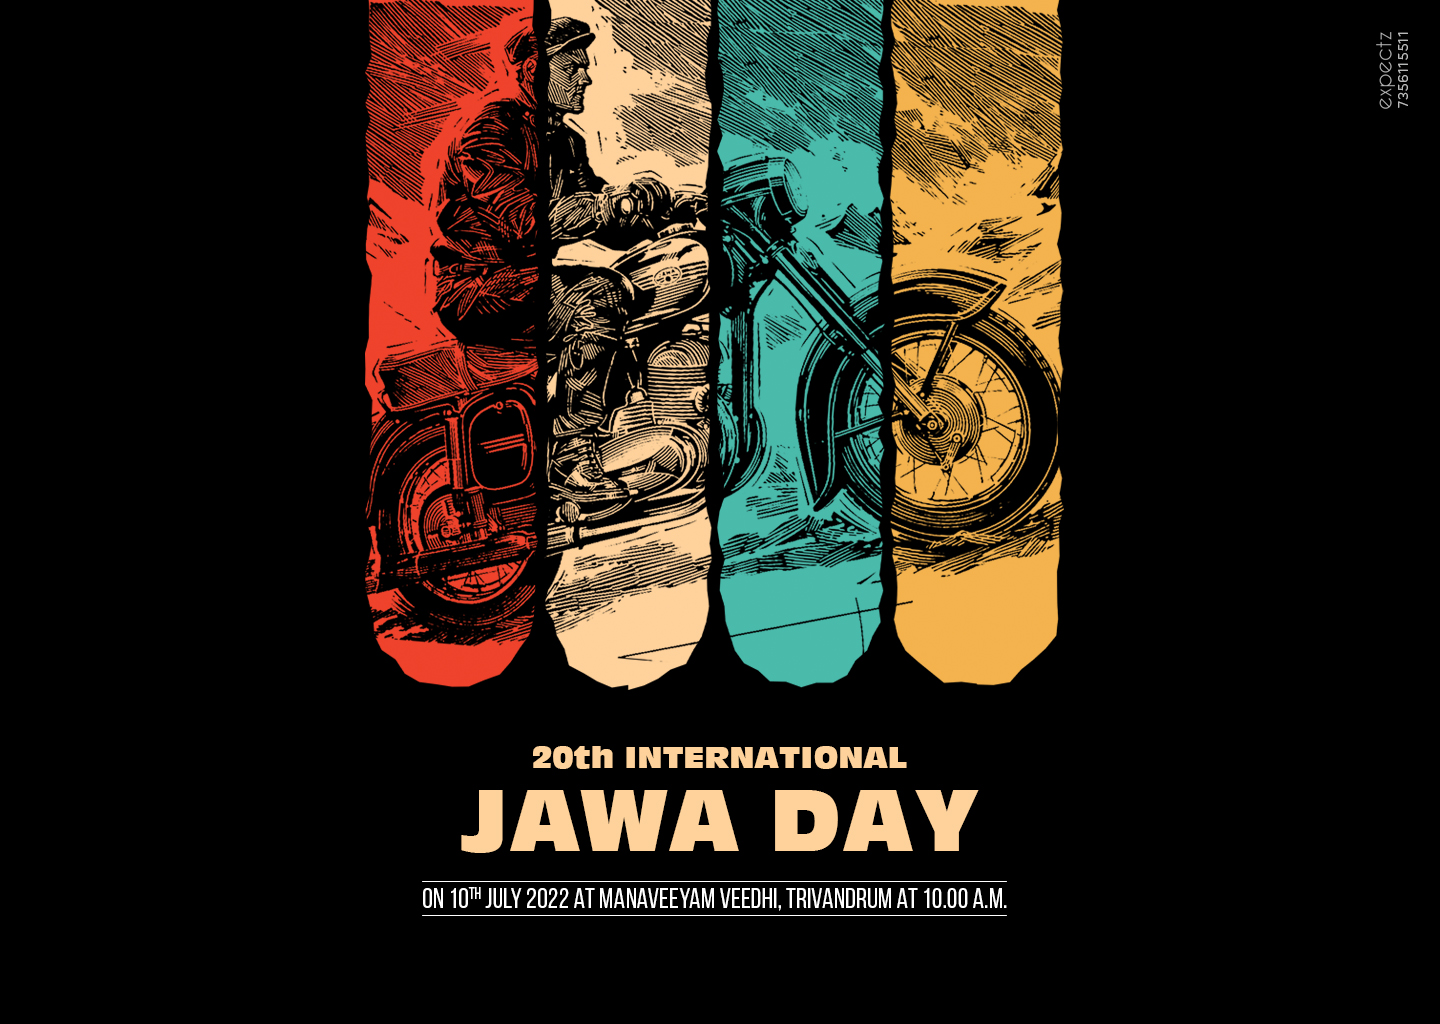 expectz
7356115511
20th INTERNATIONAL
JAWA DAY
ON 10TH JULY 2022 AT MANAVEEYAM VEEDHI, TRIVANDRUM AT 10.00 A.M.